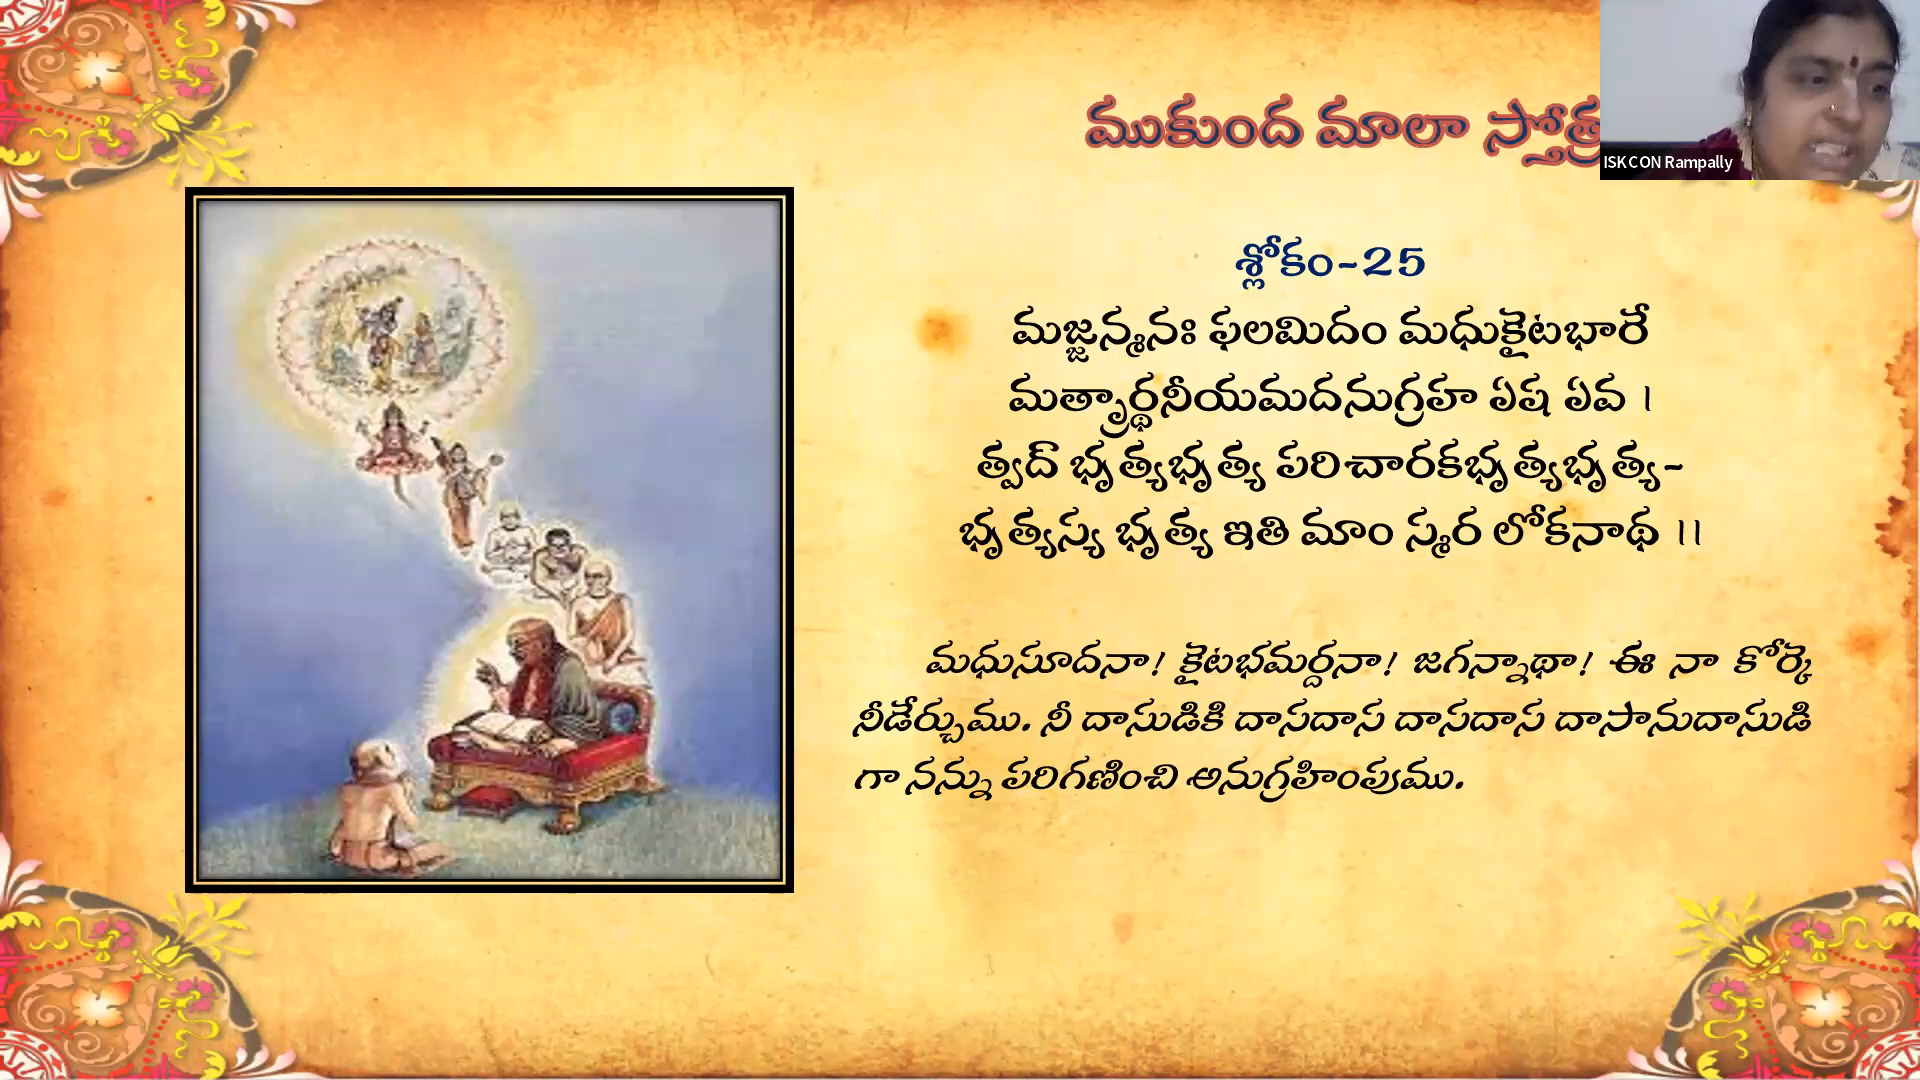 ముకుంద మాలా స్తోత్ర
ISKCON Rampally
శ్లోకం-25
మజ్జన్మనః ఫలమిదం మధుకైటభారే
మత్ప్రార్థనీయమదనుగ్రహ ఏష ఏవ ।
త్వద్ భృత్యభృత్య పరిచారకభృత్యభృత్య-
భృత్యస్య భృత్య ఇతి మాం స్మర లోకనాథ ।।
మధుసూదనా! కైటభమర్దనా! జగన్నాథా! ఈ నా కోర్కె
నీడేర్చుము. నీ దాసుడికి దాసదాస దాసదాస దాసానుదాసుడి
గా నన్ను పరిగణించి అనుగ్రహింపుము.